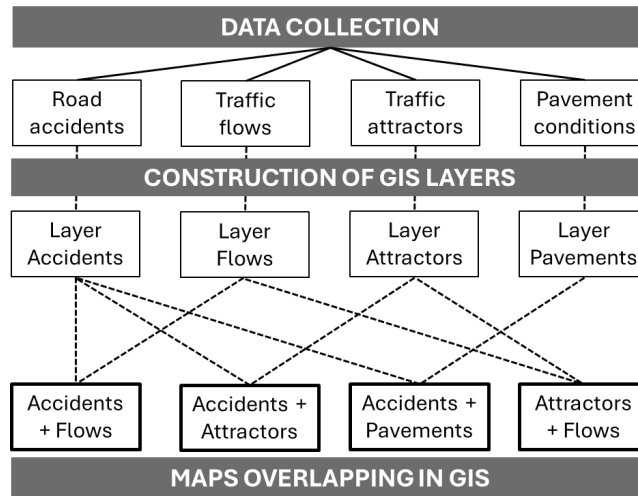 DATA COLLECTION
Road
accidents
Traffic
flows
Traffic
attractors
Pavement
conditions
CONSTRUCTION OF GIS LAYERS
Layer
Accidents
Layer
Flows
Layer
Attractors
Layer
Pavements
Accidents
+ Flows
Accidents +
Attractors
Accidents +
Pavements
Attractors
+ Flows
MAPS OVERLAPPING IN GIS